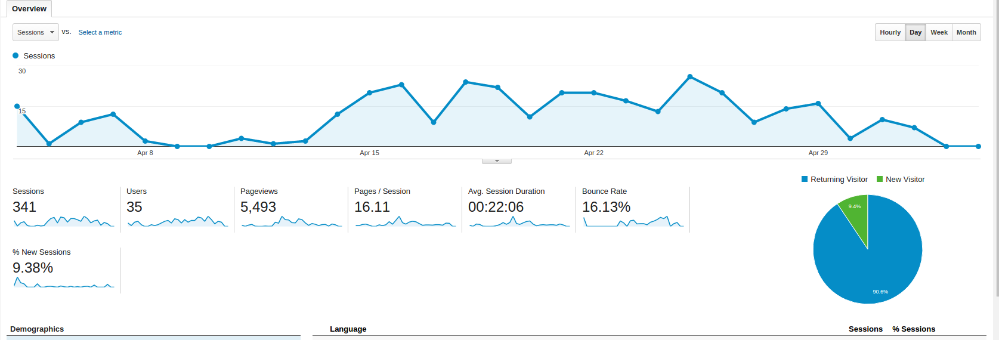 Overview
Sessions vs. Select a metric
Hourly Day Week Month
Sessions
30
15
Apr 8 Apr 15 Apr 22 Apr 29
Returning Visitor New Visitor
Sessions Users Pageviews Pages / Session Avg. Session Duration Bounce Rate
341 35 5,493 16.11 00:22:06 16.13%
9.4%
% New Sessions
9.38%
90.6%
Demographics Language Sessions % Sessions